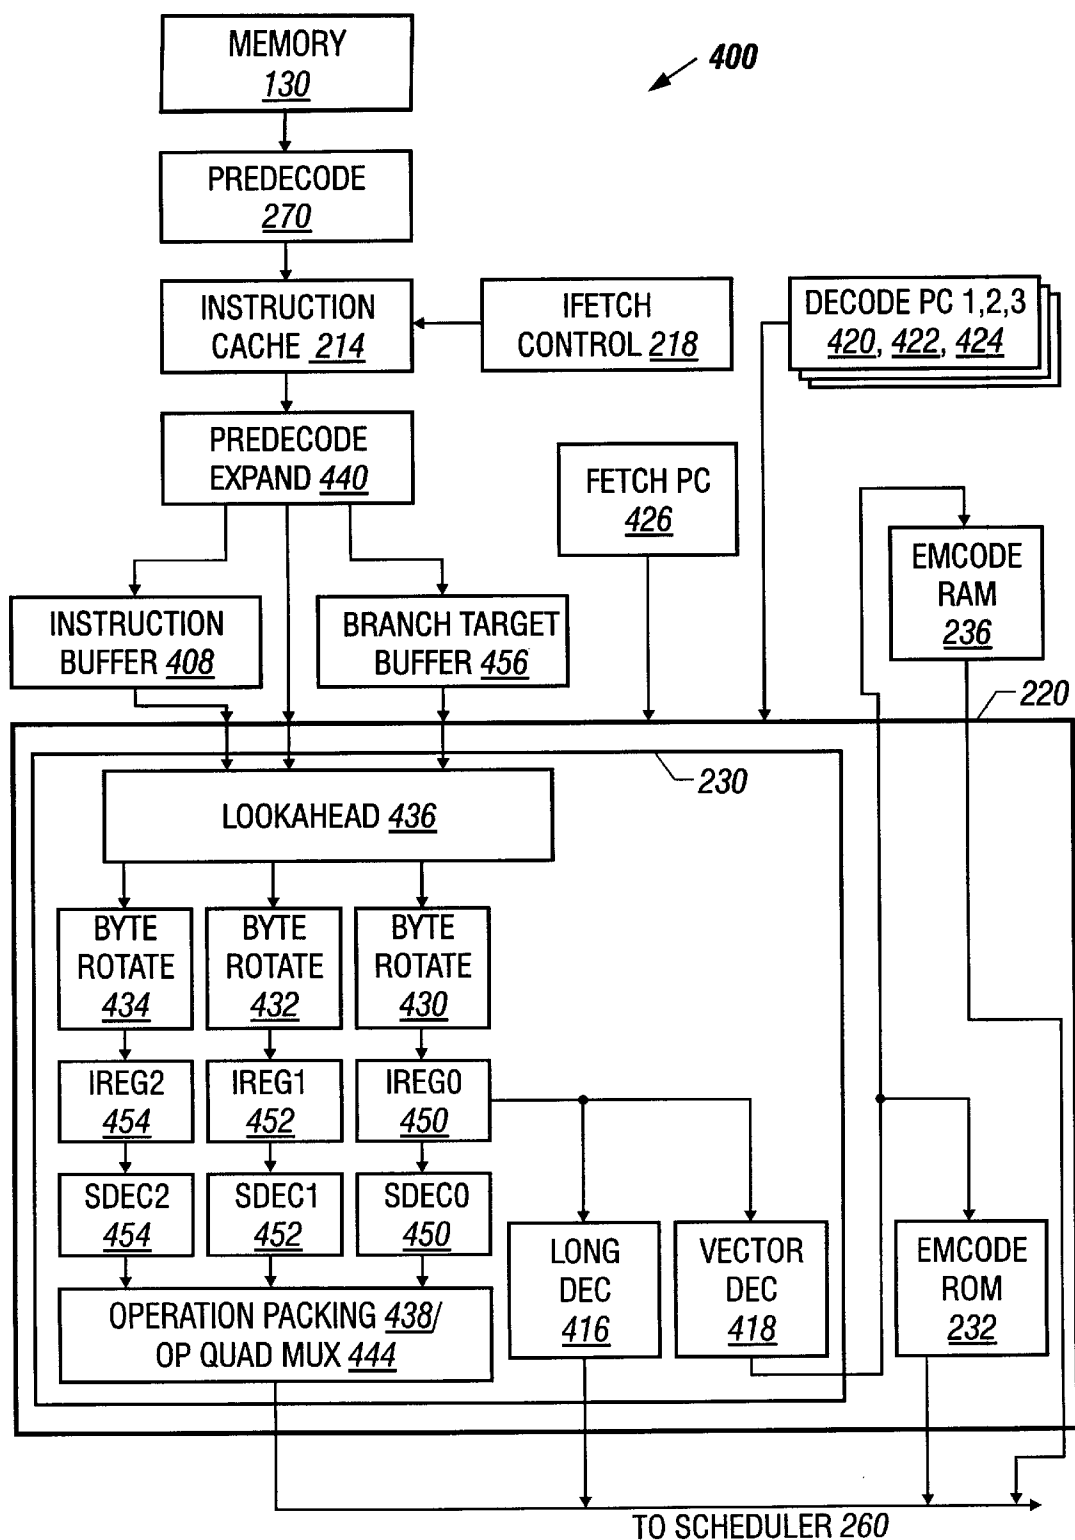 MEMORY
130
400
PREDECODE
270
INSTRUCTION
CACHE 214
IFETCH
CONTROL 218
DECODE PC 1,2,3
420, 422, 424
PREDECODE
EXPAND 440
FETCH PC
426
EMCODE
RAM
236
INSTRUCTION
BUFFER 408
BRANCH TARGET
BUFFER 456
220
230
LOOKAHEAD 436
BYTE
ROTATE
434
BYTE
ROTATE
432
BYTE
ROTATE
430
IREG2
454
IREG1
452
IREG0
450
SDEC2
454
SDEC1
452
SDEC0
450
LONG
DEC
416
VECTOR
DEC
418
EMCODE
ROM
232
OPERATION PACKING 438/
OP QUAD MUX 444
TO SCHEDULER 260